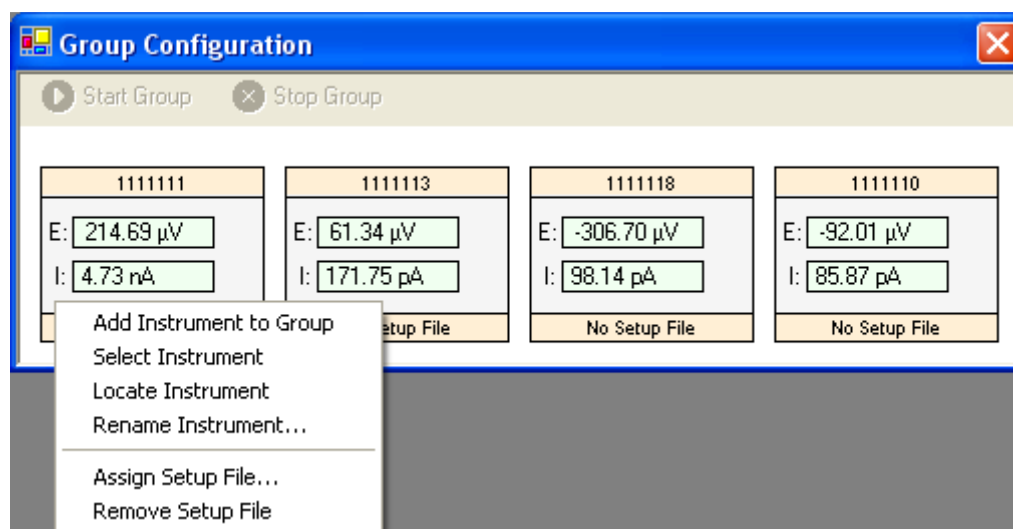 Group Configuration
Start Group Stop Group
1111111 1111113 1111118 1111110
E: 214.69 µV E: 61.34 µV E: -306.70 µV E: -92.01 µV
I: 4.73 nA I: 171.75 pA I: 98.14 pA I: 85.87 pA
etup File No Setup File No Setup File
Add Instrument to Group
Select Instrument
Locate Instrument
Rename Instrument...
Assign Setup File...
Remove Setup File